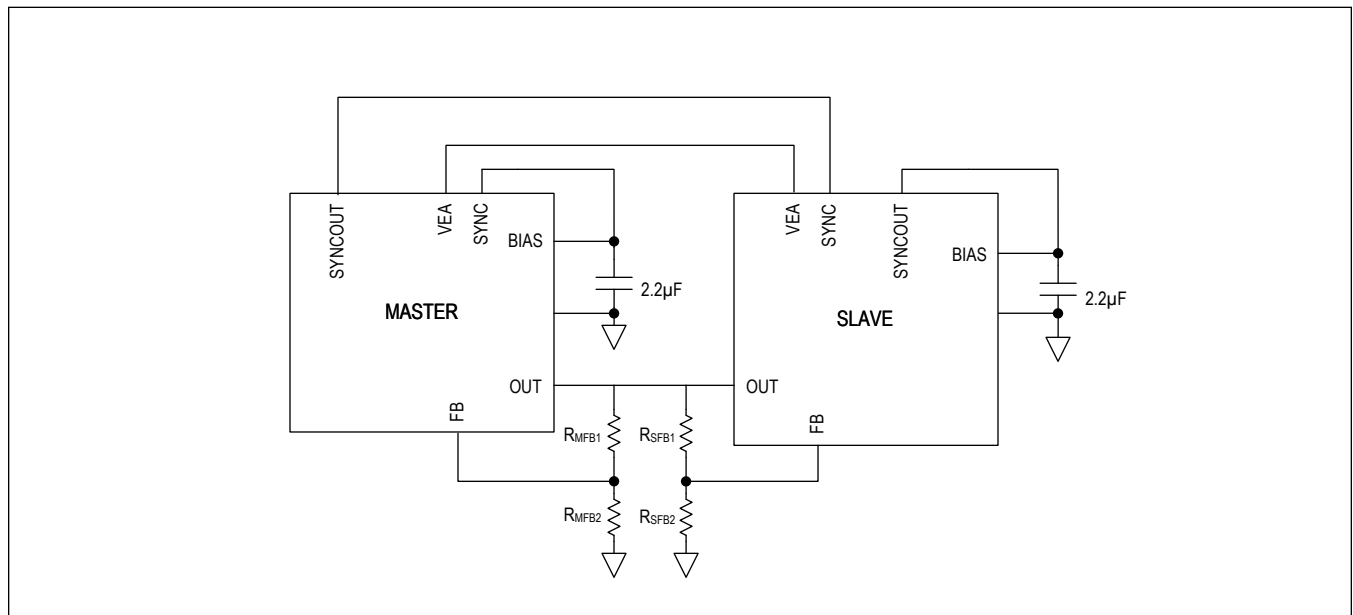 SYNCOUT
VEA
SYNC
BIAS
2.2µF
MASTER
OUT
FB
VEA
SYNC
SYNCOUT
BIAS
2.2µF
SLAVE
OUT
FB
RMFB1
RSFB1
RMFB2
RSFB2